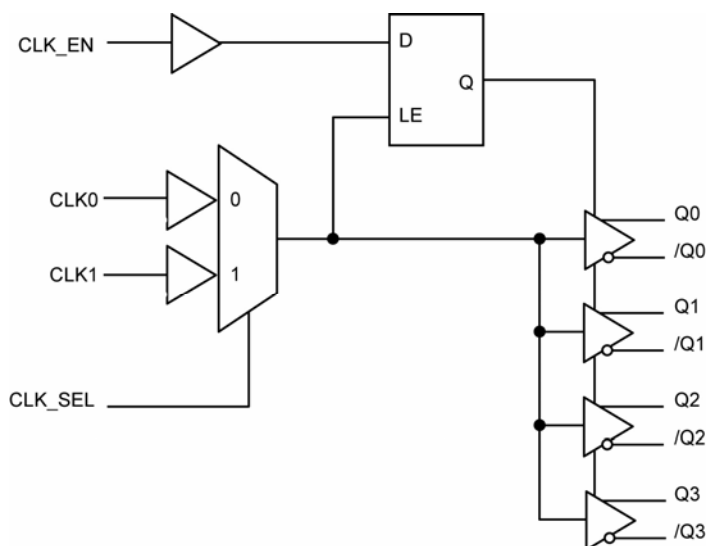 CLK_EN
D
Q
LE
CLK0
0
CLK1
1
CLK_SEL
Q0
/Q0
Q1
/Q1
Q2
/Q2
Q3
/Q3